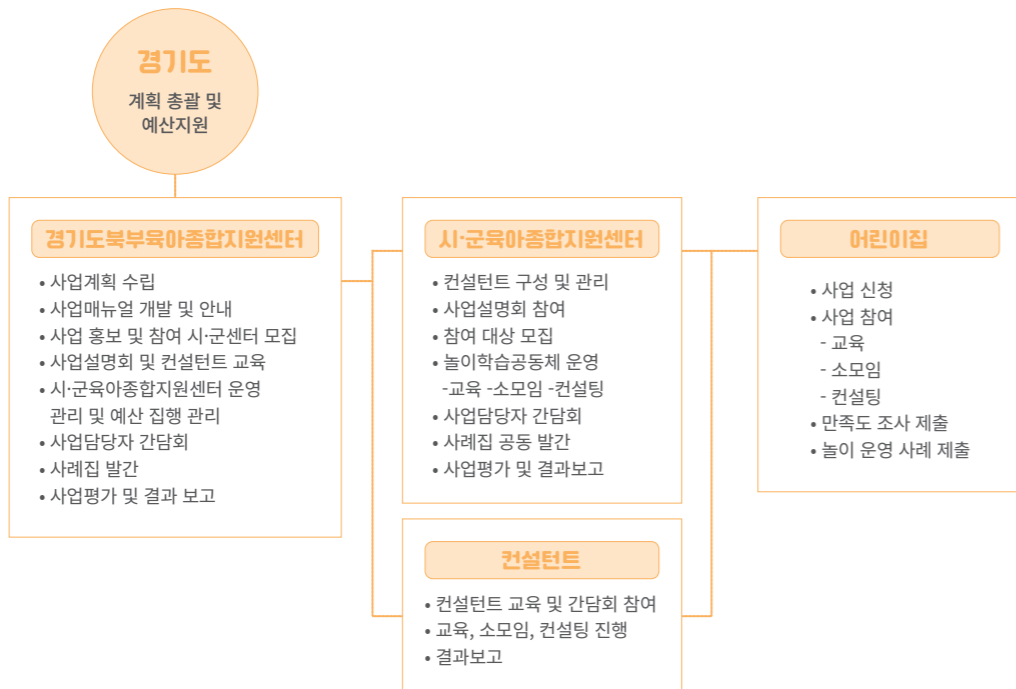 경기도
계획 총괄 및
예산지원
경기도북부육아종합지원센터
• 사업계획 수립
• 사업매뉴얼 개발 및 안내
• 사업 홍보 및 참여 시·군센터 모집
• 사업설명회 및 컨설턴트 교육
• 시·군육아종합지원센터 운영
관리 및 예산 집행 관리
• 사업담당자 간담회
• 사례집 발간
• 사업평가 및 결과 보고
시·군육아종합지원센터
• 컨설턴트 구성 및 관리
• 사업설명회 참여
• 참여 대상 모집
• 놀이학습공동체 운영
-교육 -소모임 -컨설팅
• 사업담당자 간담회
• 사례집 공동 발간
• 사업평가 및 결과보고
컨설턴트
• 컨설턴트 교육 및 간담회 참여
• 교육, 소모임, 컨설팅 진행
• 결과보고
어린이집
• 사업 신청
• 사업 참여
- 교육
- 소모임
- 컨설팅
• 만족도 조사 제출
• 놀이 운영 사례 제출